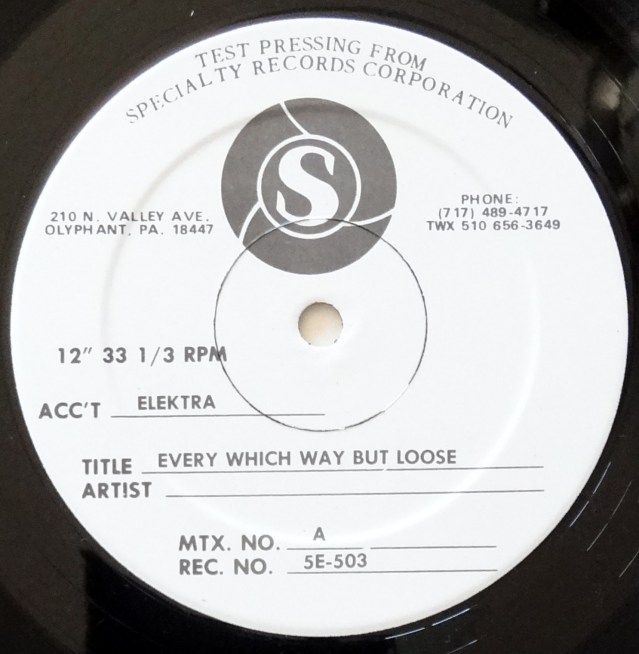 TEST PRESSING FROM
SPECIALTY RECORDS CORPORATION
S
210 N. VALLEY AVE.
OLYPHANT, PA. 18447
PHONE:
(717) 489-4717
TWX 510 656-3649
12" 33 1/3 RPM
ACC'T ELEKTRA
TITLE EVERY WHICH WAY BUT LOOSE
ARTIST
MTX. NO. A
REC. NO. 5E-503